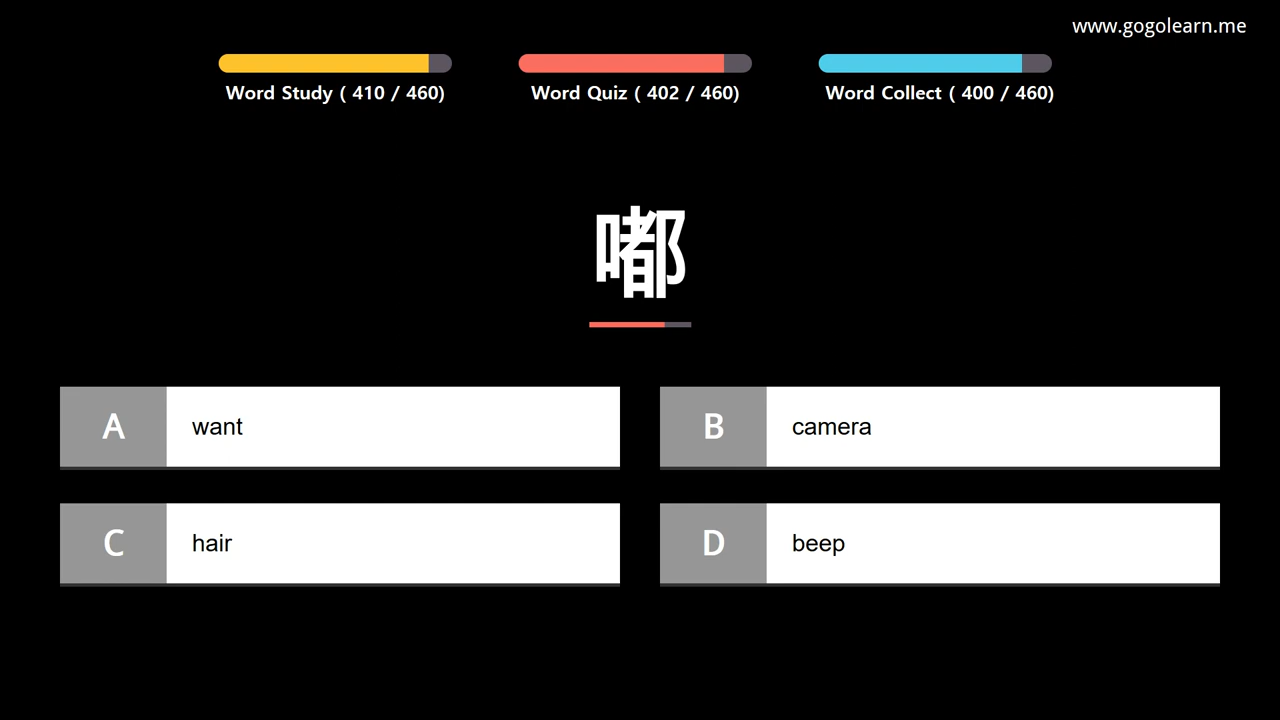 www.gogolearn.me
Word Study ( 410 / 460)
Word Quiz ( 402 / 460)
Word Collect ( 400 / 460)
嘟
A want
B camera
C hair
D beep